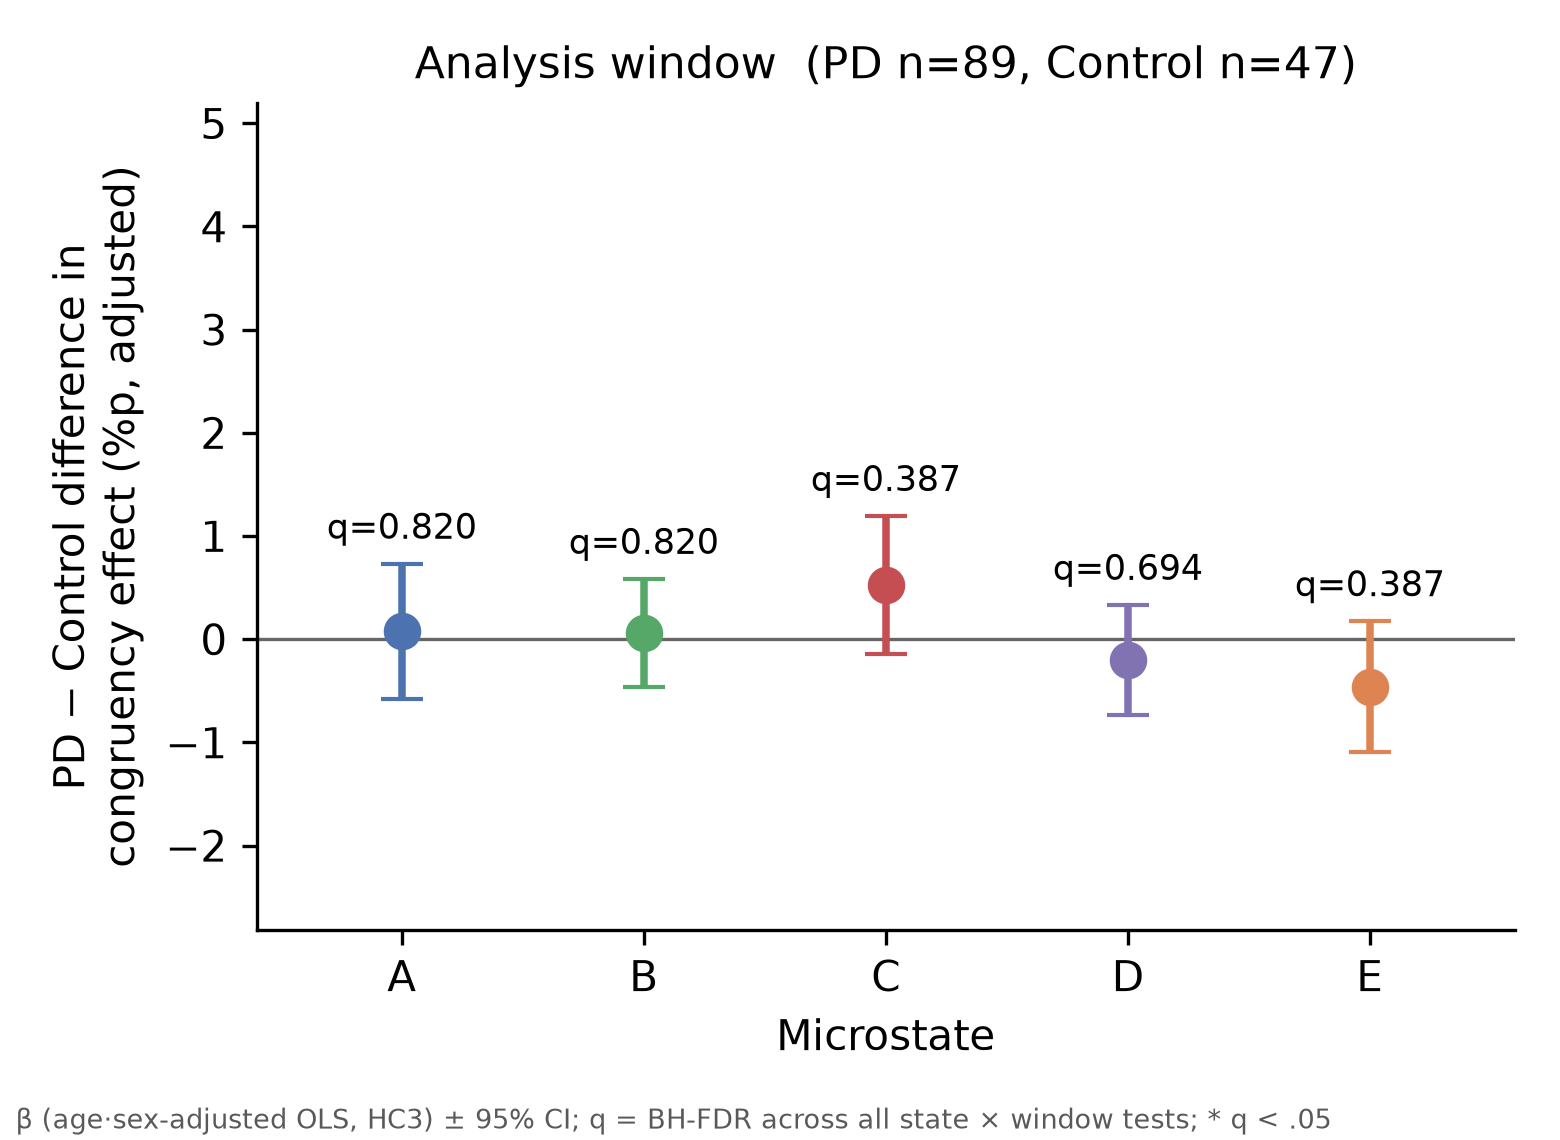 Analysis window (PD n=89, Control n=47)
PD − Control difference in
congruency effect (%p, adjusted)
5
4
3
2
1
0
−1
−2
q=0.820
q=0.820
q=0.387
q=0.694
q=0.387
A B C D E
Microstate
β (age·sex-adjusted OLS, HC3) ± 95% CI; q = BH-FDR across all state × window tests; * q < .05